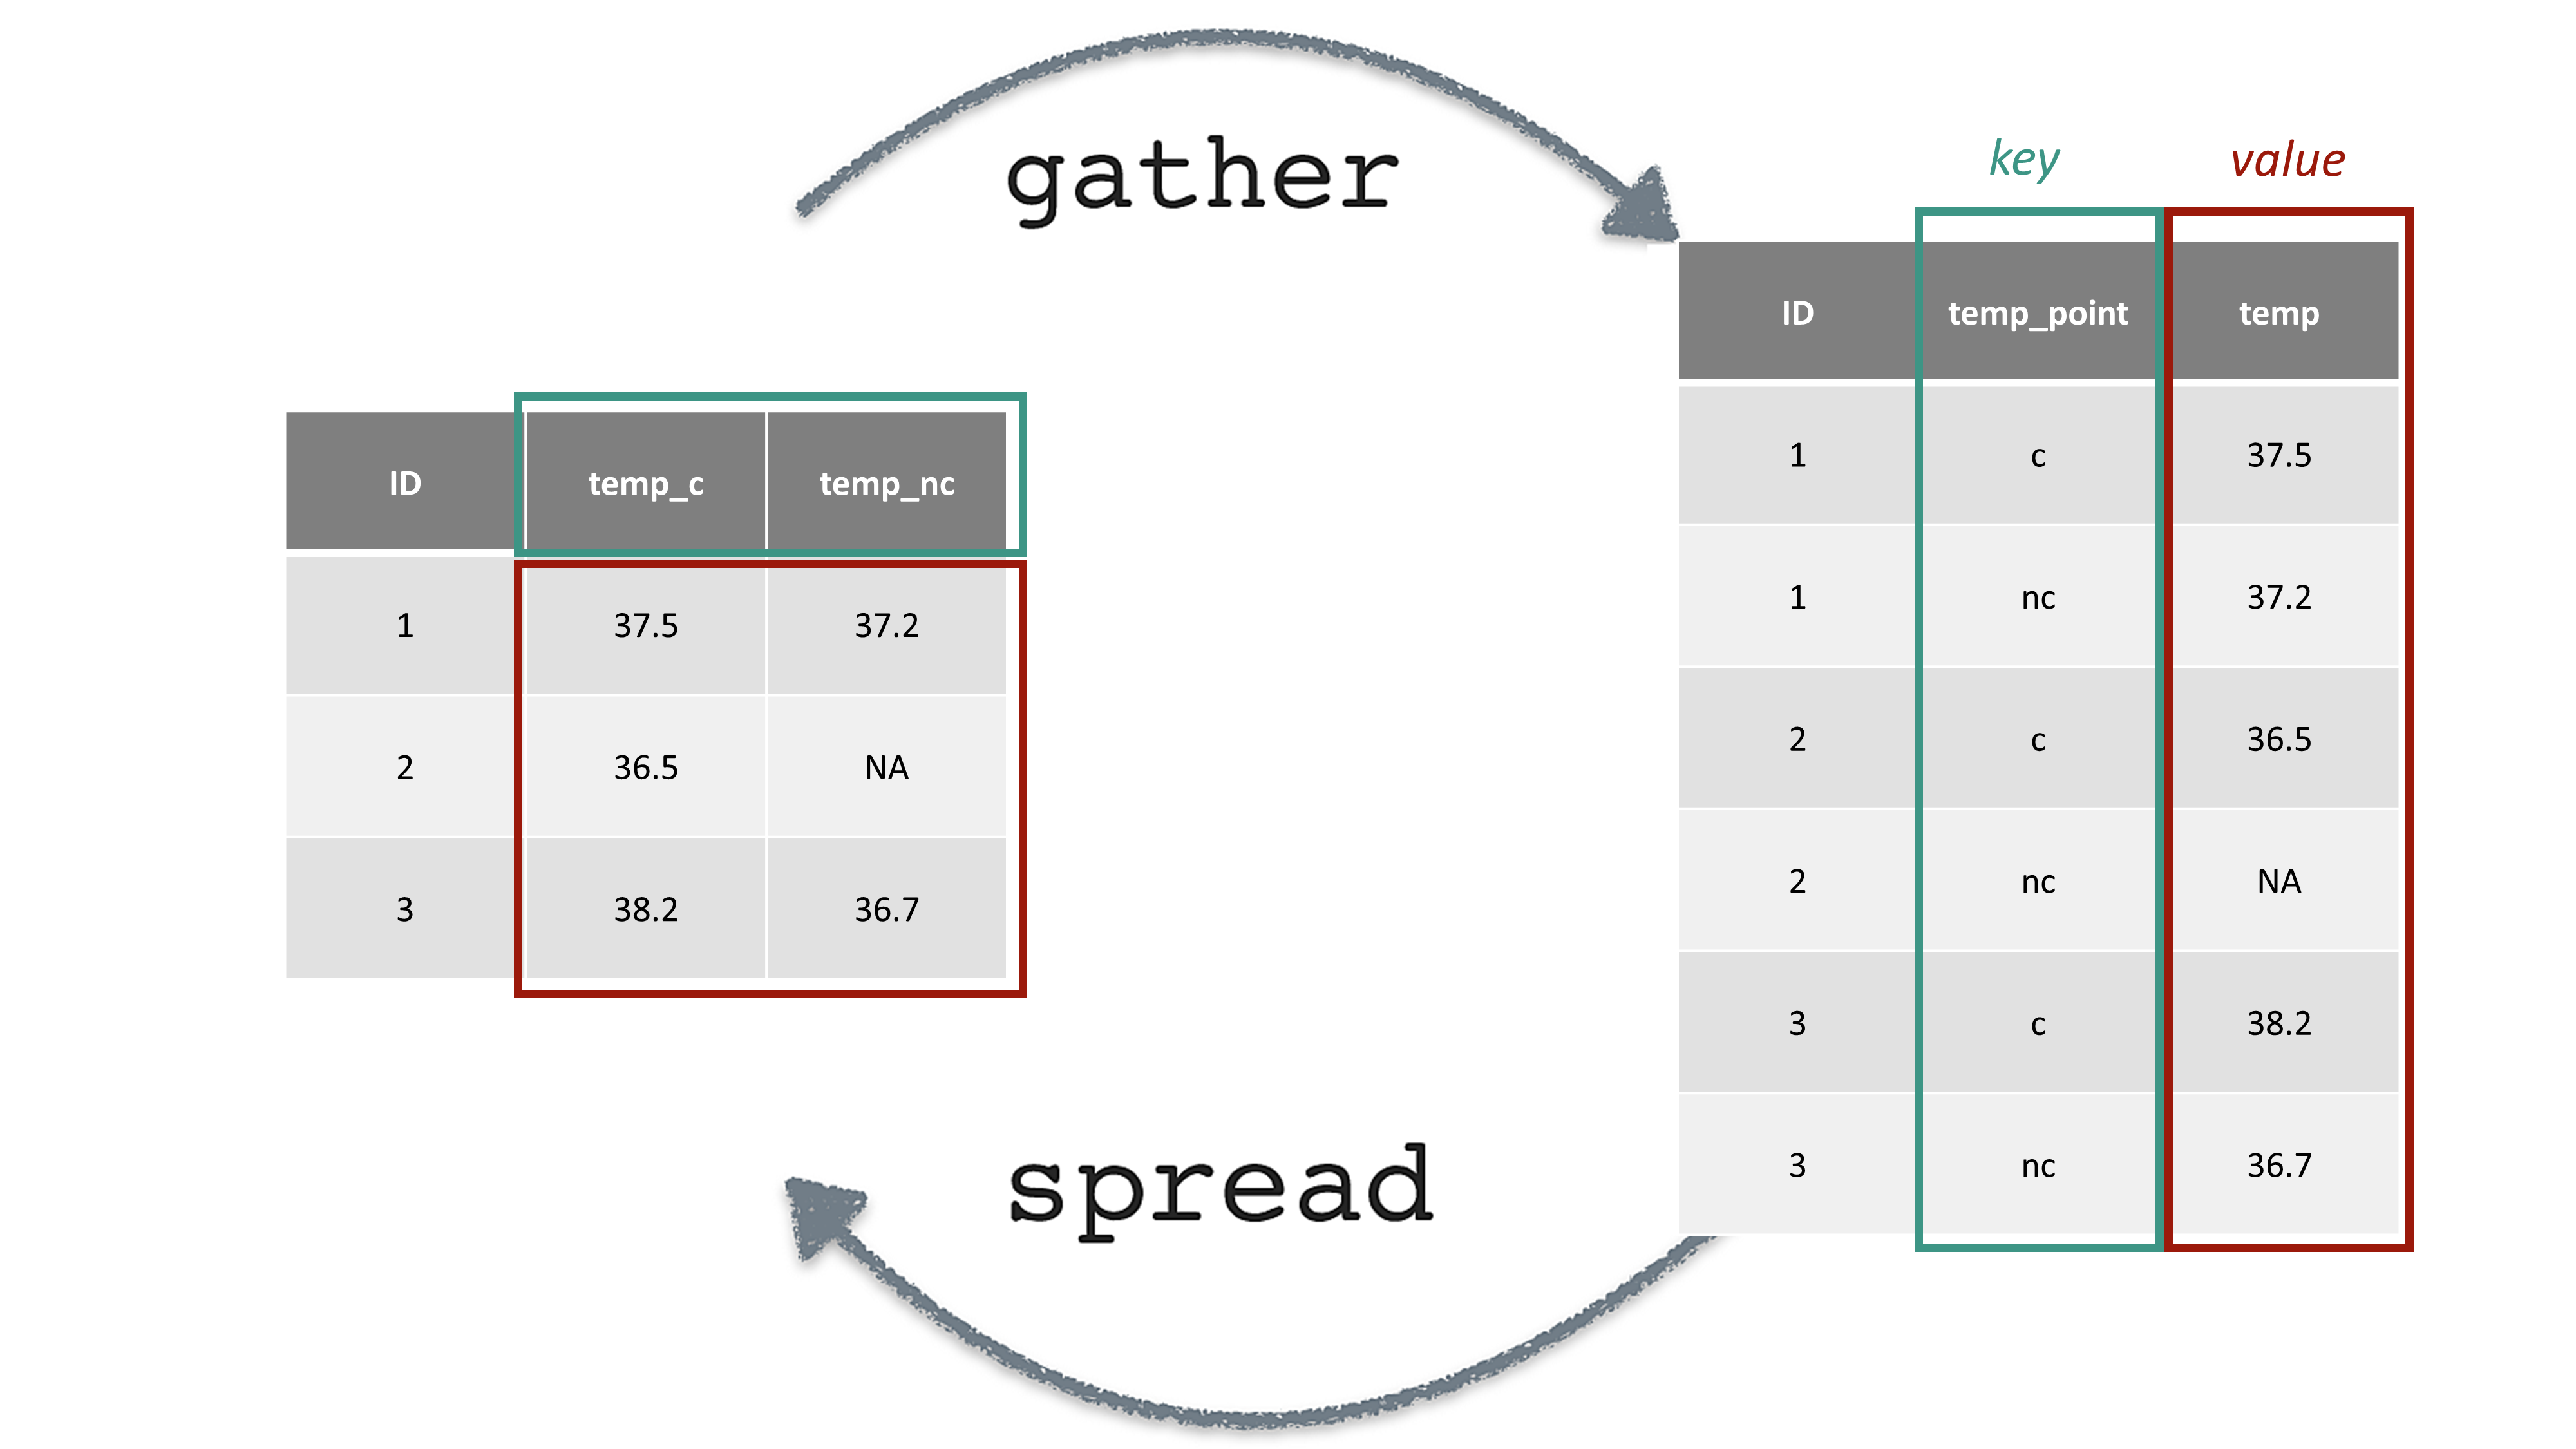 gather
key value
ID temp_point temp
1 c 37.5
1 nc 37.2
2 c 36.5
2 nc NA
3 c 38.2
3 nc 36.7
ID temp_c temp_nc
1 37.5 37.2
2 36.5 NA
3 38.2 36.7
spread